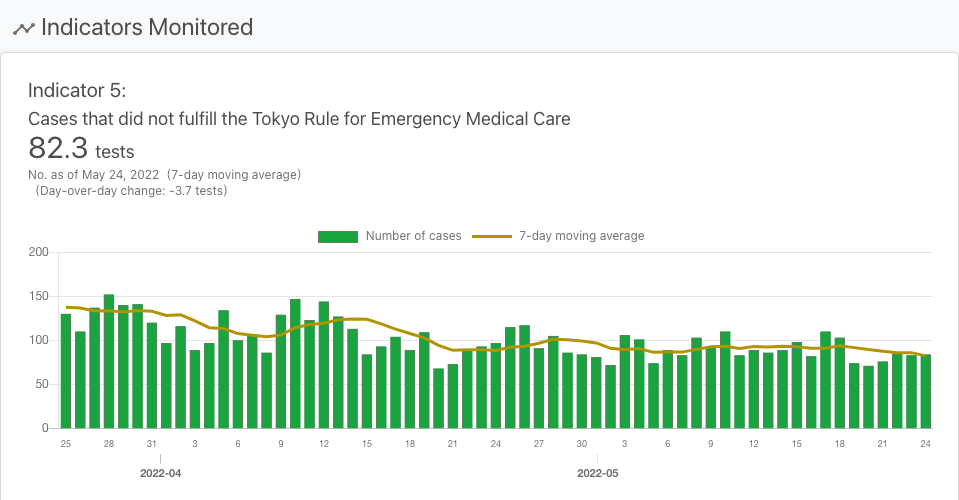 Indicators Monitored
Indicator 5:
Cases that did not fulfill the Tokyo Rule for Emergency Medical Care
82.3 tests
No. as of May 24, 2022 (7-day moving average)
(Day-over-day change: -3.7 tests)
Number of cases 7-day moving average
200
150
100
50
0
25 28 31 3 6 9 12 15 18 21 24 27 30 3 6 9 12 15 18 21 24
2022-04 2022-05